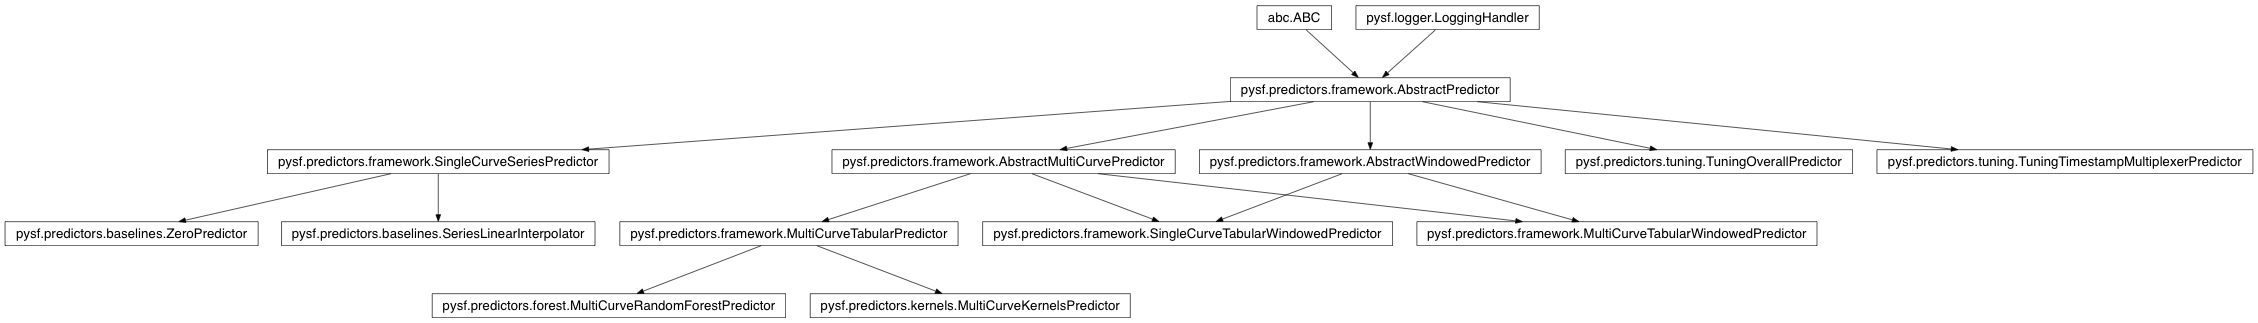 abc.ABC
pysf.logger.LoggingHandler
pysf.predictors.framework.AbstractPredictor
pysf.predictors.framework.SingleCurveSeriesPredictor
pysf.predictors.framework.AbstractMultiCurvePredictor
pysf.predictors.framework.AbstractWindowedPredictor
pysf.predictors.tuning.TuningOverallPredictor
pysf.predictors.tuning.TuningTimestampMultiplexerPredictor
pysf.predictors.baselines.ZeroPredictor
pysf.predictors.baselines.SeriesLinearInterpolator
pysf.predictors.framework.MultiCurveTabularPredictor
pysf.predictors.framework.SingleCurveTabularWindowedPredictor
pysf.predictors.framework.MultiCurveTabularWindowedPredictor
pysf.predictors.forest.MultiCurveRandomForestPredictor
pysf.predictors.kernels.MultiCurveKernelsPredictor